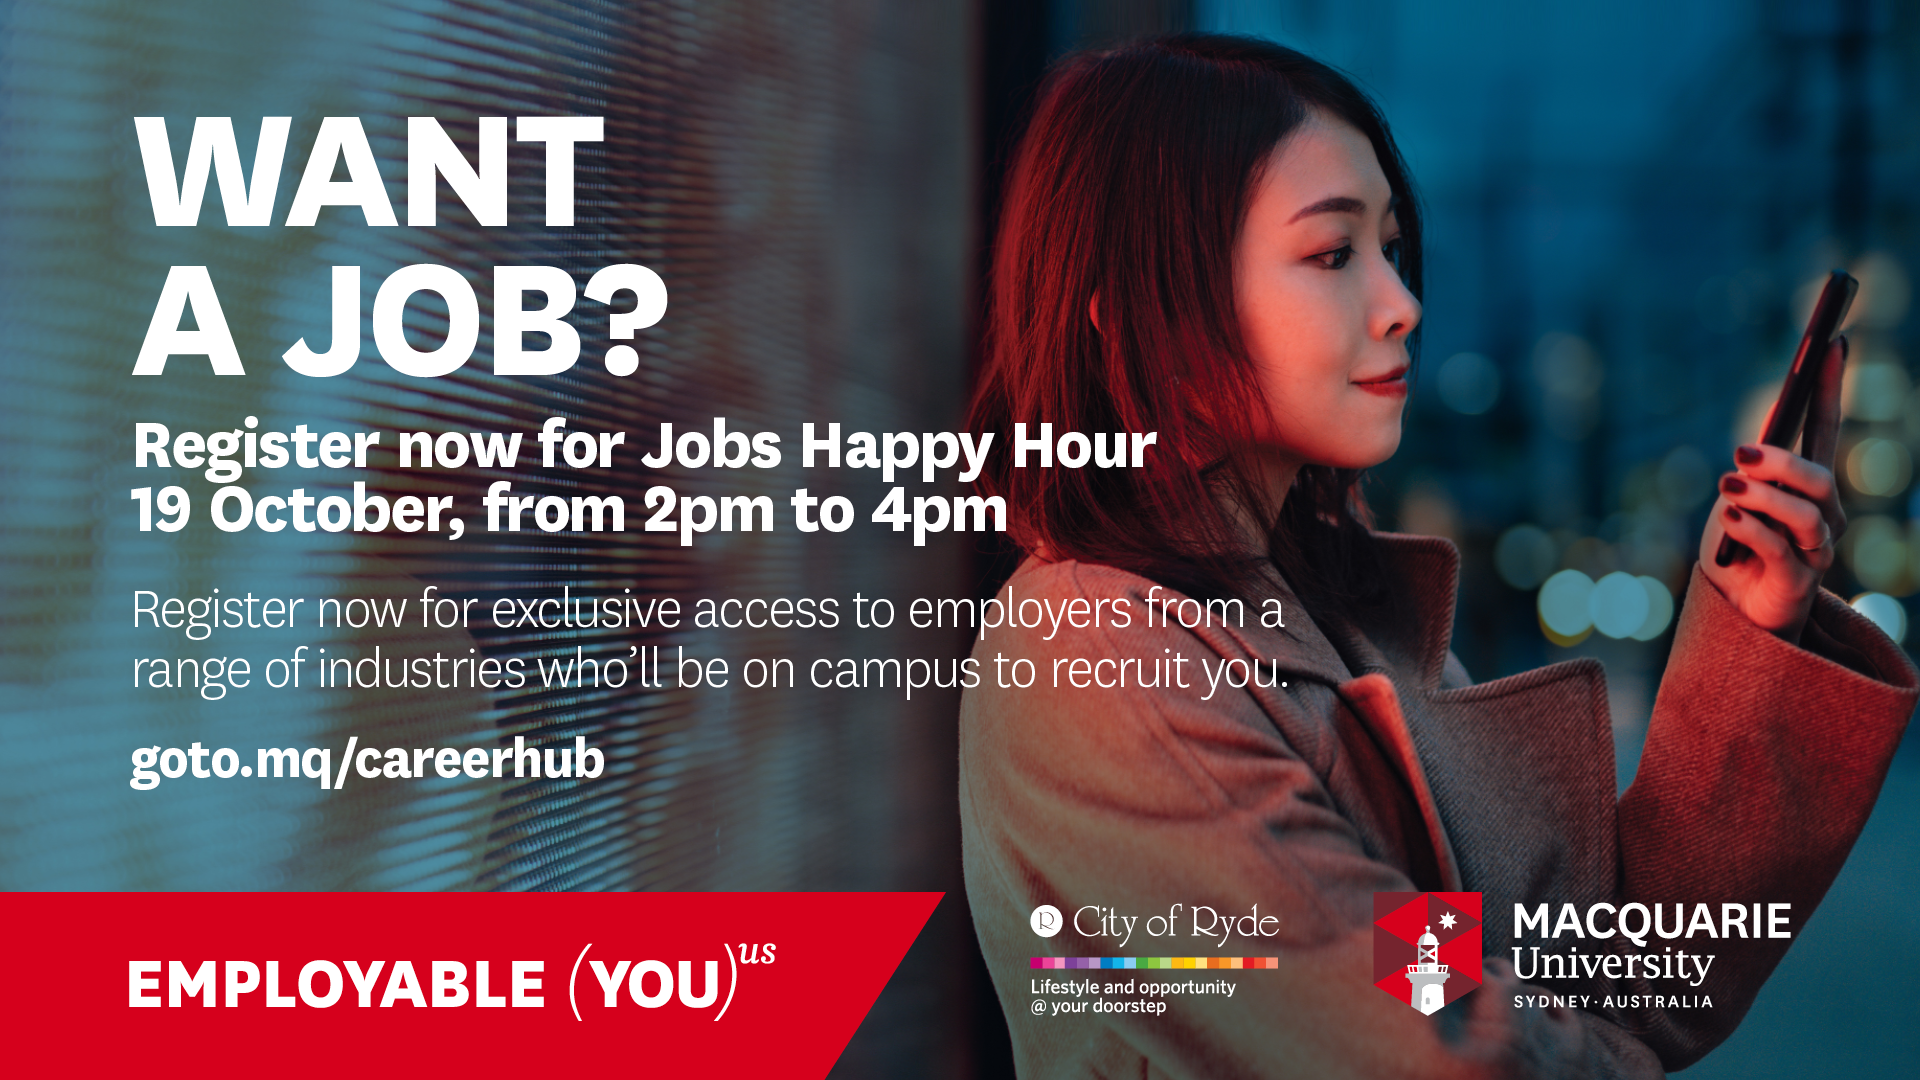 WANT
A JOB?
Register now for Jobs Happy Hour
19 October, from 2pm to 4pm
Register now for exclusive access to employers from a
range of industries who’ll be on campus to recruit you.
goto.mq/careerhub
EMPLOYABLE (YOU)us
R City of Ryde
Lifestyle and opportunity
@ your doorstep
MACQUARIE
University
SYDNEY·AUSTRALIA